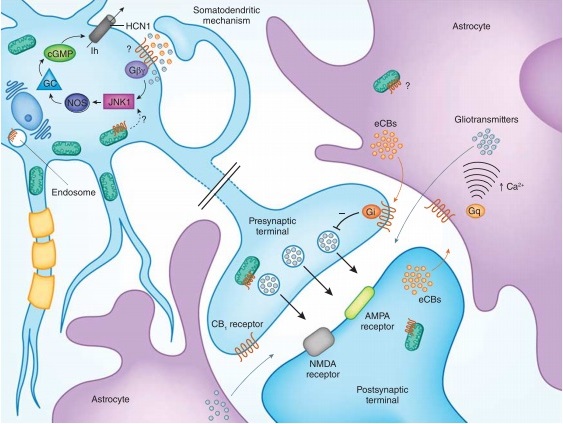 Somatodendritic
mechanism
HCN1
Ih
?
cGMP
Gβγ
GC
NOS
JNK1
?
Endosome
Astrocyte
?
eCBs
Gliotransmitters
↑ Ca²⁺
Gq
Presynaptic
terminal
–
Gi
CB₁ receptor
AMPA
receptor
eCBs
NMDA
receptor
Postsynaptic
terminal
Astrocyte